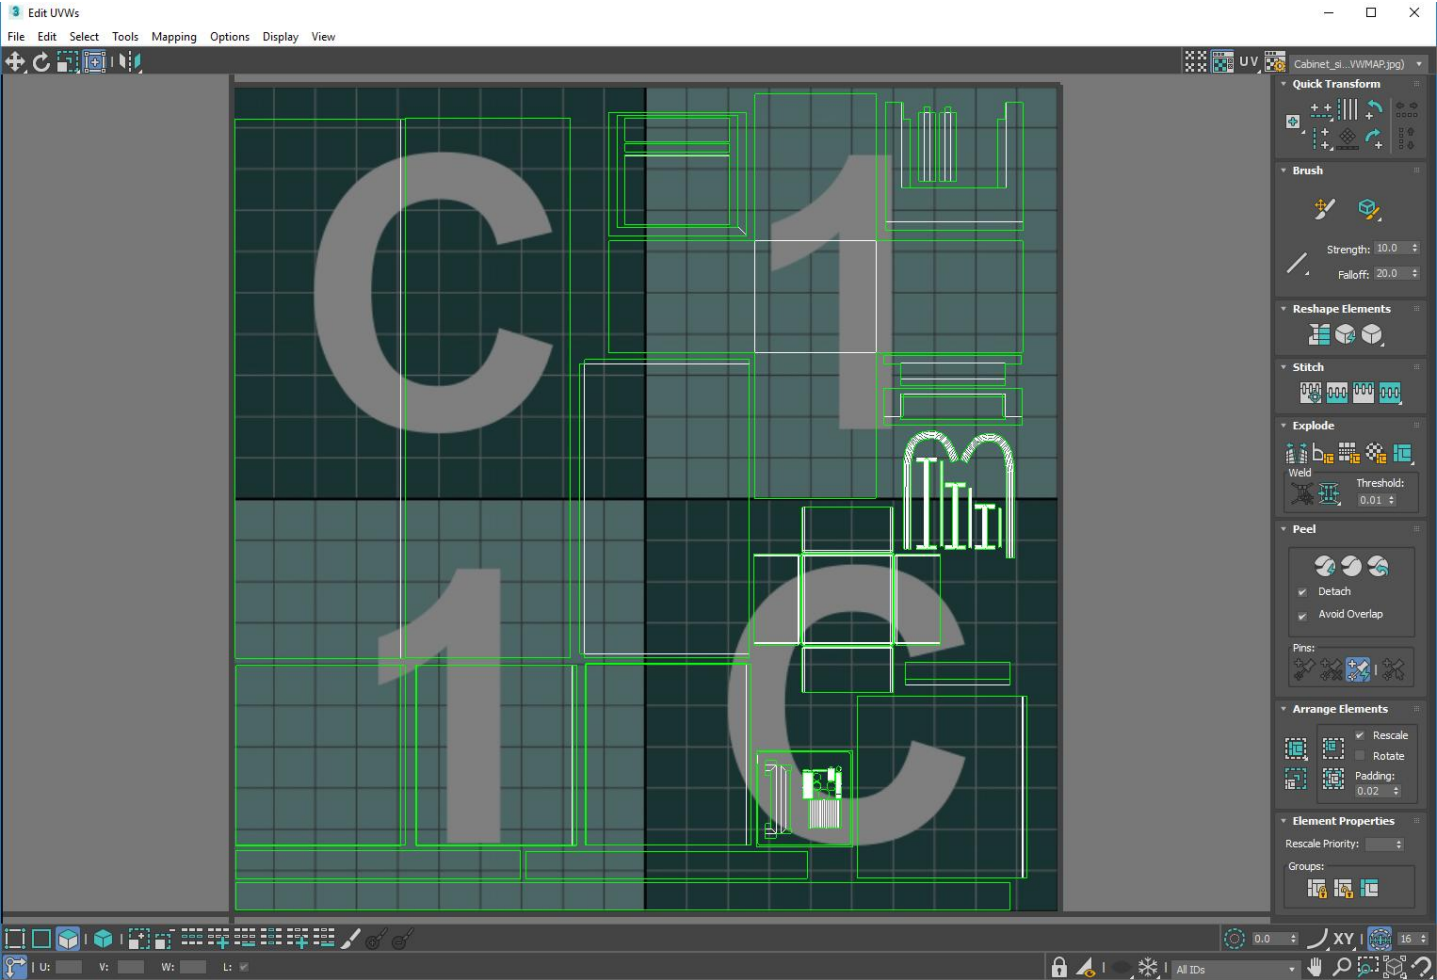 3 Edit UVWs
File Edit Select Tools Mapping Options Display View
UV Cabinet_si...VWMAP.jpg)
Quick Transform
Brush
Strength: 10.0
Falloff: 20.0
Reshape Elements
Stitch
Explode
Weld
Threshold:
0.01
Peel
Detach
Avoid Overlap
Pins:
Arrange Elements
Rescale
Rotate
Padding:
0.02
Element Properties
Rescale Priority:
Groups:
C 1
1 C
0.0 XY 16
U: V: W: L: All IDs